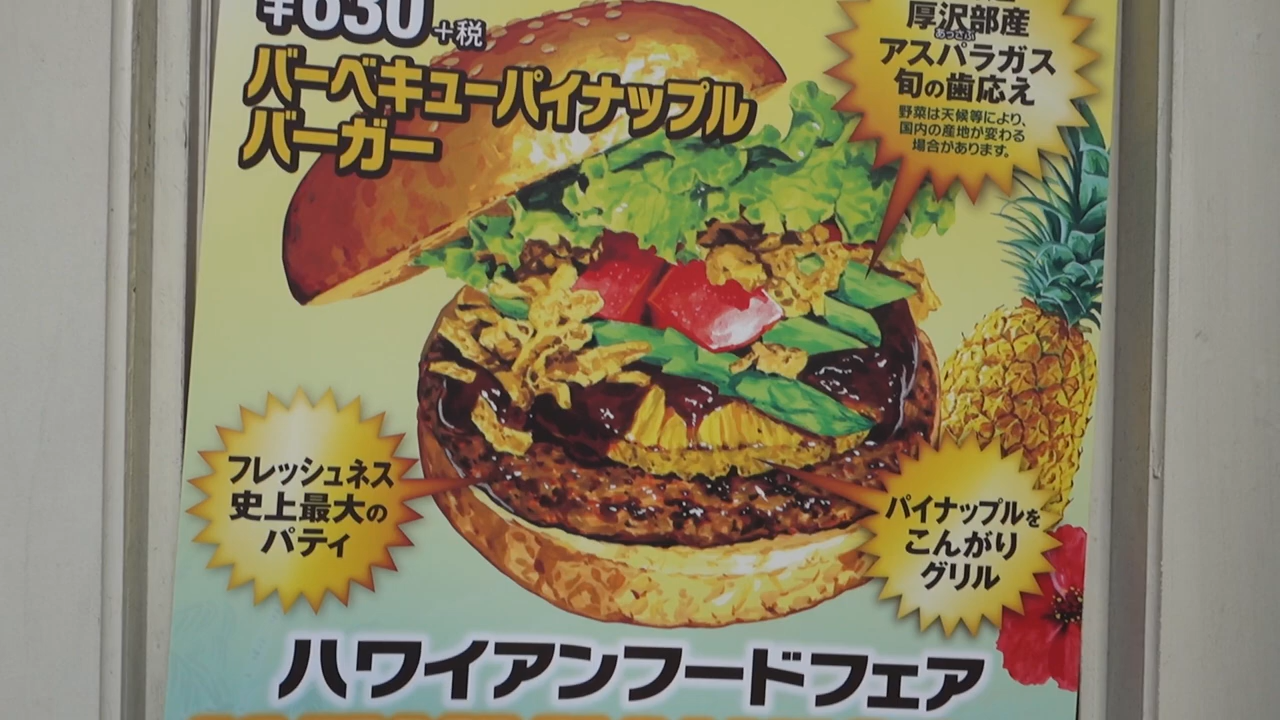 ¥630+税
バーベキューパイナップル
バーガー
厚沢部産
あっさぶ
アスパラガス
旬の歯応え
野菜は天候等により、
国内の産地が変わる
場合があります。
フレッシュネス
史上最大の
パティ
パイナップルを
こんがり
グリル
ハワイアンフードフェア